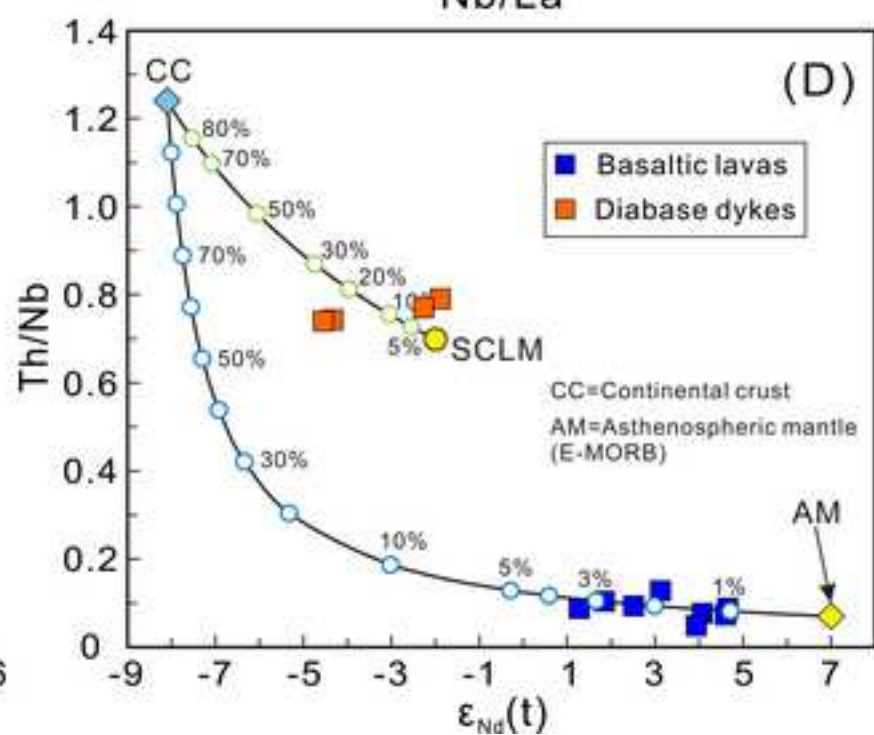 Nb/La
1.4
CC
(D)
80%
1.2
70%
Basaltic lavas
50%
1.0
Diabase dykes
70%
30%
20%
0.8
10
Th/Nb
5%
SCLM
50%
0.6
CC=Continental crust
AM=Asthenospheric mantle
(E-MORB)
30%
0.4
AM
10%
0.2
5%
3%
1%
0
6
-9
-7
-5
-3
-1
1
3
5
7
εNd(t)